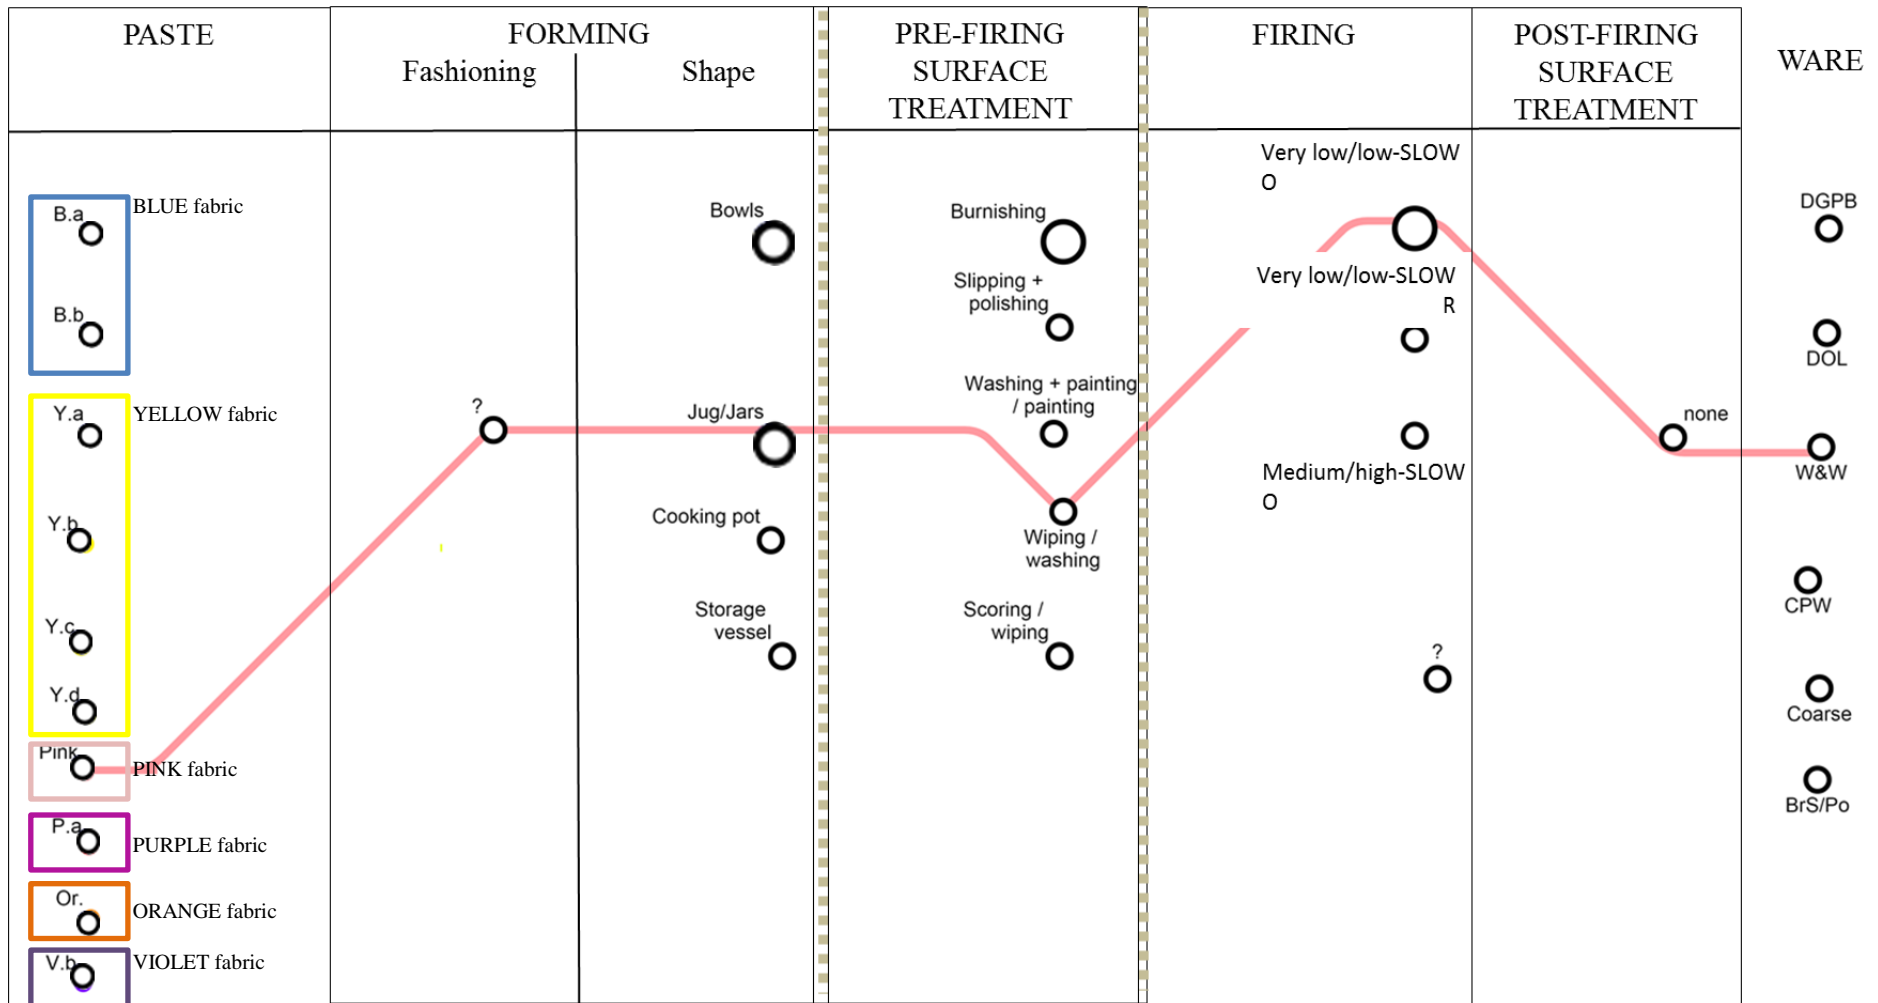 PASTE
FORMING
Fashioning
Shape
PRE-FIRING
SURFACE
TREATMENT
FIRING
POST-FIRING
SURFACE
TREATMENT
WARE
B.a
BLUE fabric
B.b
Y.a
YELLOW fabric
Y.b
Y.c
Y.d
Pink
PINK fabric
P.a
PURPLE fabric
Or.
ORANGE fabric
V.b
VIOLET fabric
?
Bowls
Jug/Jars
Cooking pot
Storage
vessel
Burnishing
Slipping +
polishing
Washing + painting
/ painting
Wiping /
washing
Scoring /
wiping
Very low/low-SLOW
O
Very low/low-SLOW
R
Medium/high-SLOW
O
?
none
DGPB
DOL
W&W
CPW
Coarse
BrS/Po